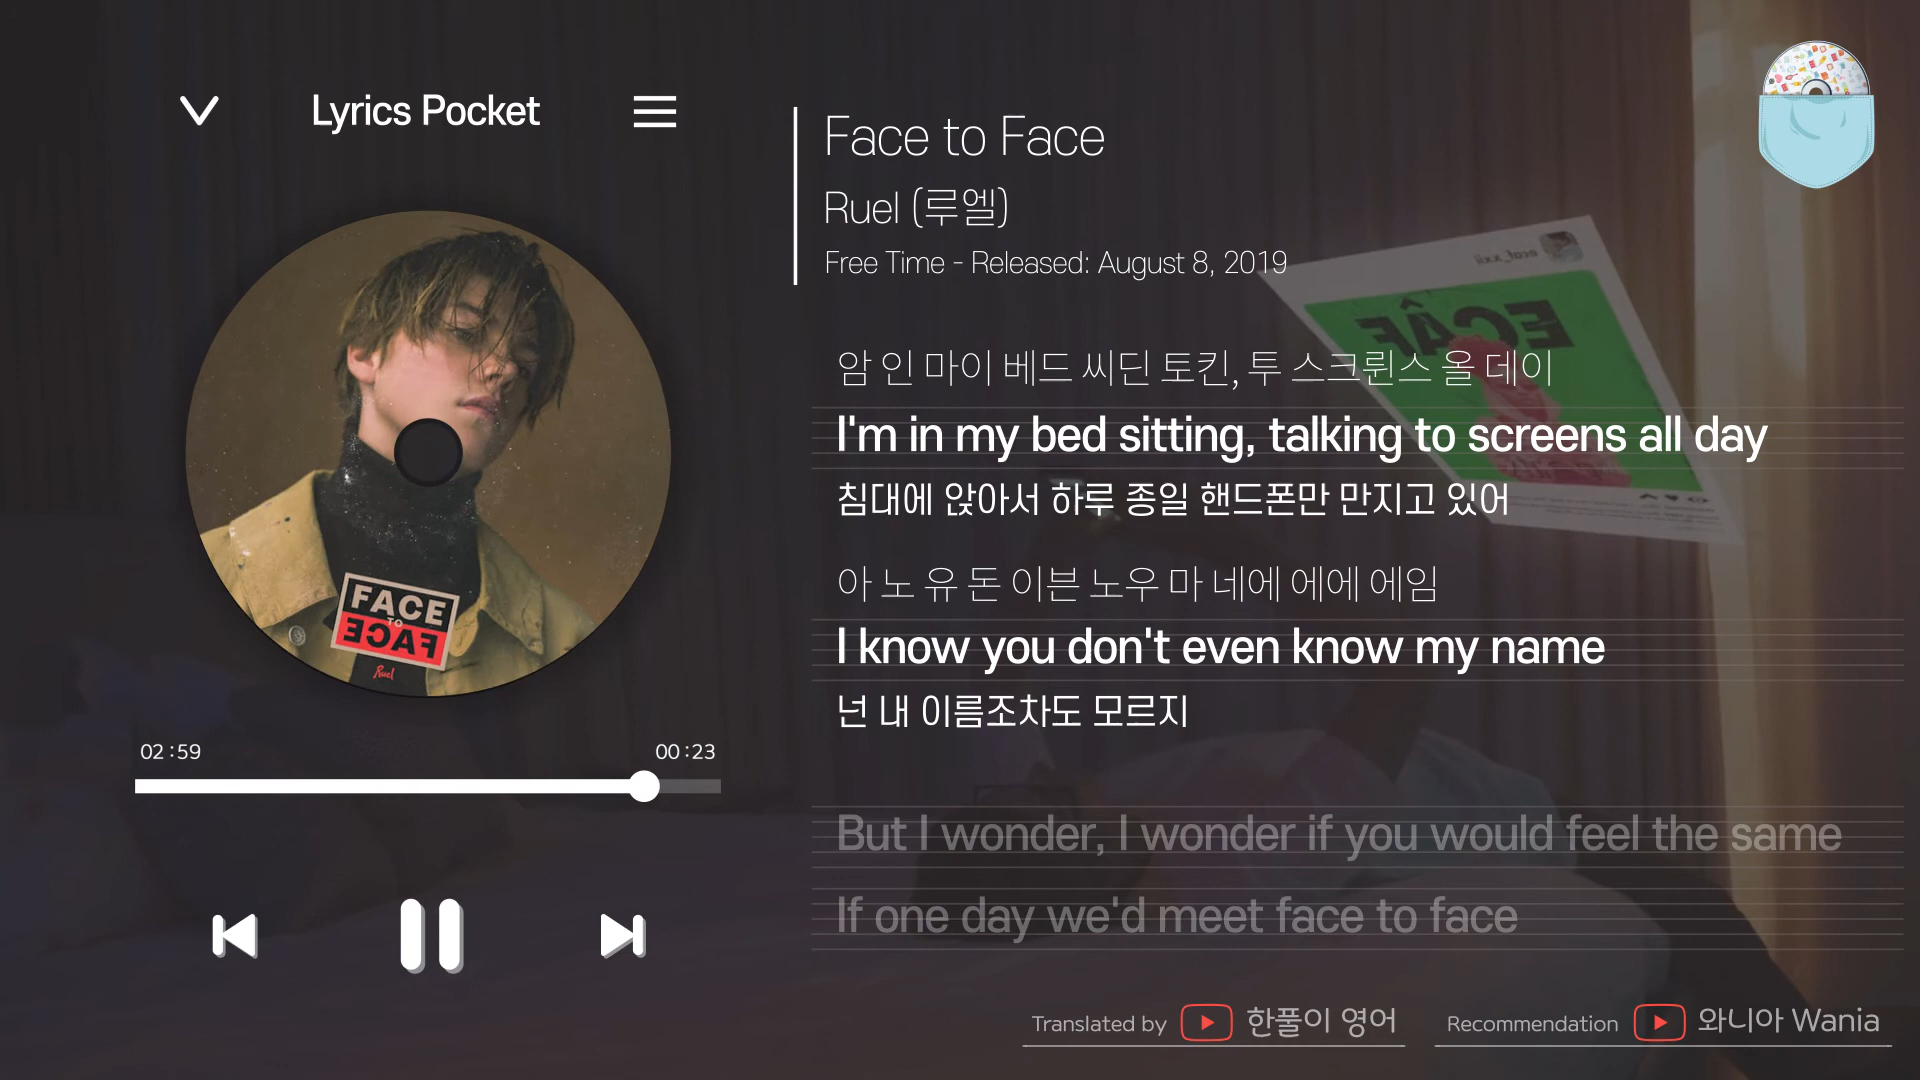 Lyrics Pocket
FACE
TO
FACE
Ruel
02:59
00:23
Face to Face
Ruel (루엘)
Free Time - Released: August 8, 2019
암 인 마이 베드 씨딘 토킨, 투 스크륀스 올 데이
I'm in my bed sitting, talking to screens all day
침대에 앉아서 하루 종일 핸드폰만 만지고 있어
아 노 유 돈 이븐 노우 마 네에 에에 에임
I know you don't even know my name
넌 내 이름조차도 모르지
But I wonder, I wonder if you would feel the same
If one day we'd meet face to face
Translated by 한풀이 영어
Recommendation 와니아 Wania
ECÂF